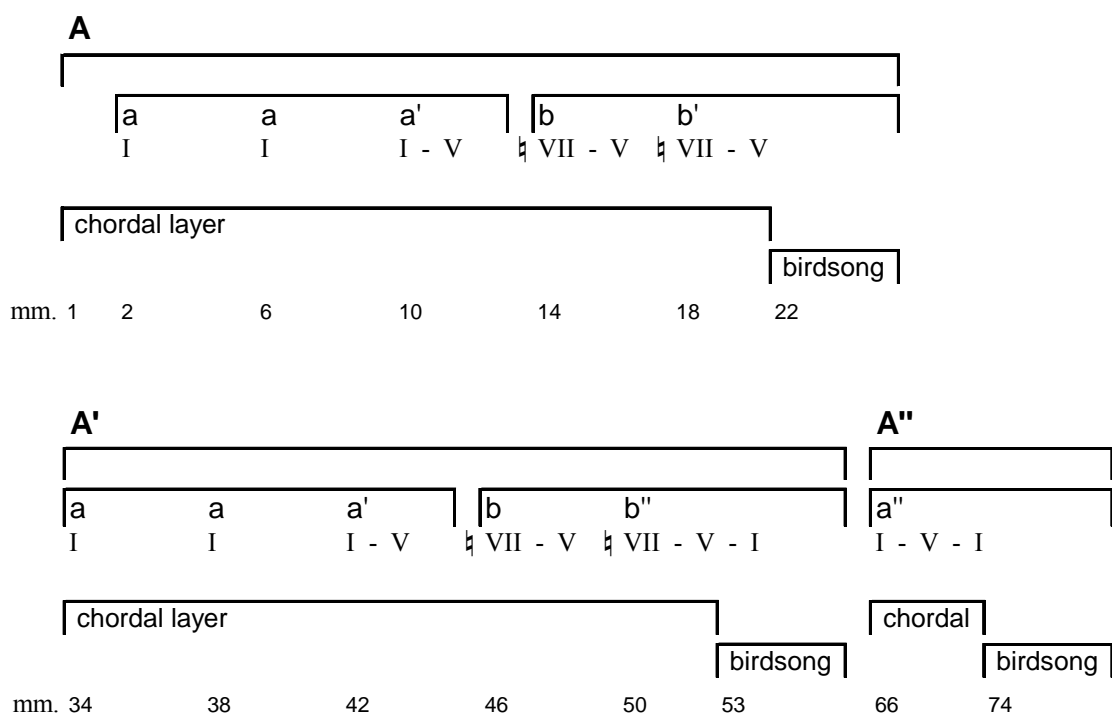 A
a a a' b b'
I I I - V ♮ VII - V ♮ VII - V
chordal layer
birdsong
mm. 1 2 6 10 14 18 22
A' A"
a a a' b b" a"
I I I - V ♮ VII - V ♮ VII - V - I I - V - I
chordal layer chordal
birdsong birdsong
mm. 34 38 42 46 50 53 66 74